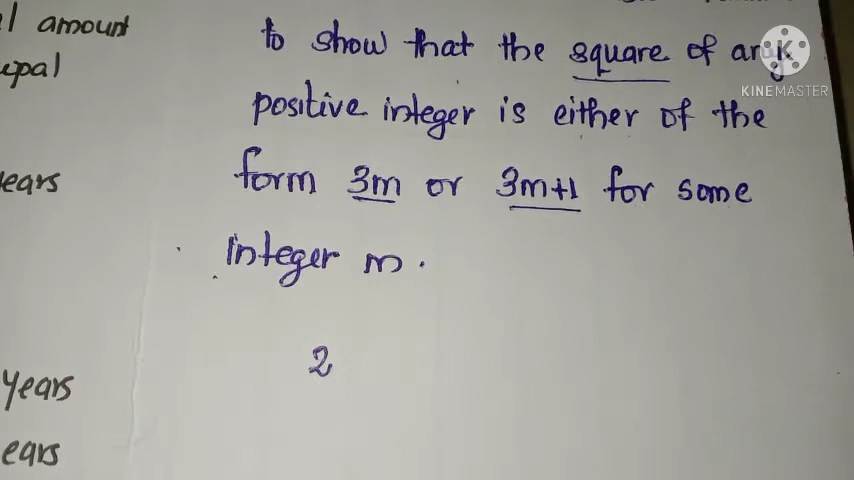 l amount
to show that the square of any
KINEMASTER
positive integer is either of the
ears
form 3m or 3m+1 for some
integer m.
2
years
ears